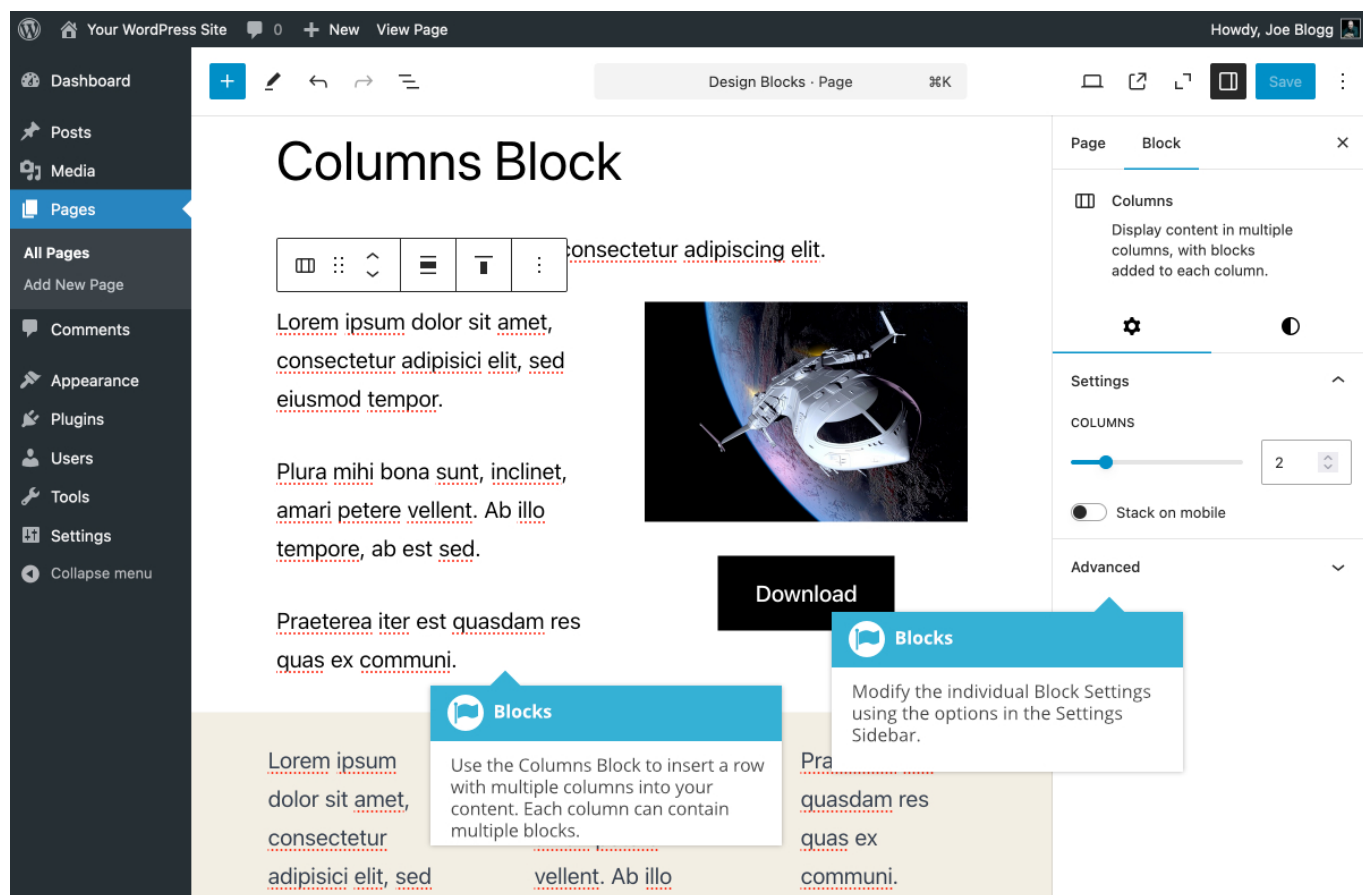 Your WordPress Site 0 New View Page Howdy, Joe Blogg
Dashboard
Posts
Media
Pages
All Pages
Add New Page
Comments
Appearance
Plugins
Users
Tools
Settings
Collapse menu
Design Blocks · Page ⌘K
Save
Columns Block
consectetur adipiscing elit.
Lorem ipsum dolor sit amet,
consectetur adipisici elit, sed
eiusmod tempor.
Plura mihi bona sunt, inclinet,
amari petere vellent. Ab illo
tempore, ab est sed.
Praeterea iter est quasdam res
quas ex communi.
Download
Blocks
Use the Columns Block to insert a row
with multiple columns into your
content. Each column can contain
multiple blocks.
Lorem ipsum
dolor sit amet,
consectetur
adipisici elit, sed
vellent. Ab illo
quasdam res
quas ex
communi.
Page Block
Columns
Display content in multiple
columns, with blocks
added to each column.
Settings
COLUMNS
2
Stack on mobile
Advanced
Blocks
Modify the individual Block Settings
using the options in the Settings
Sidebar.